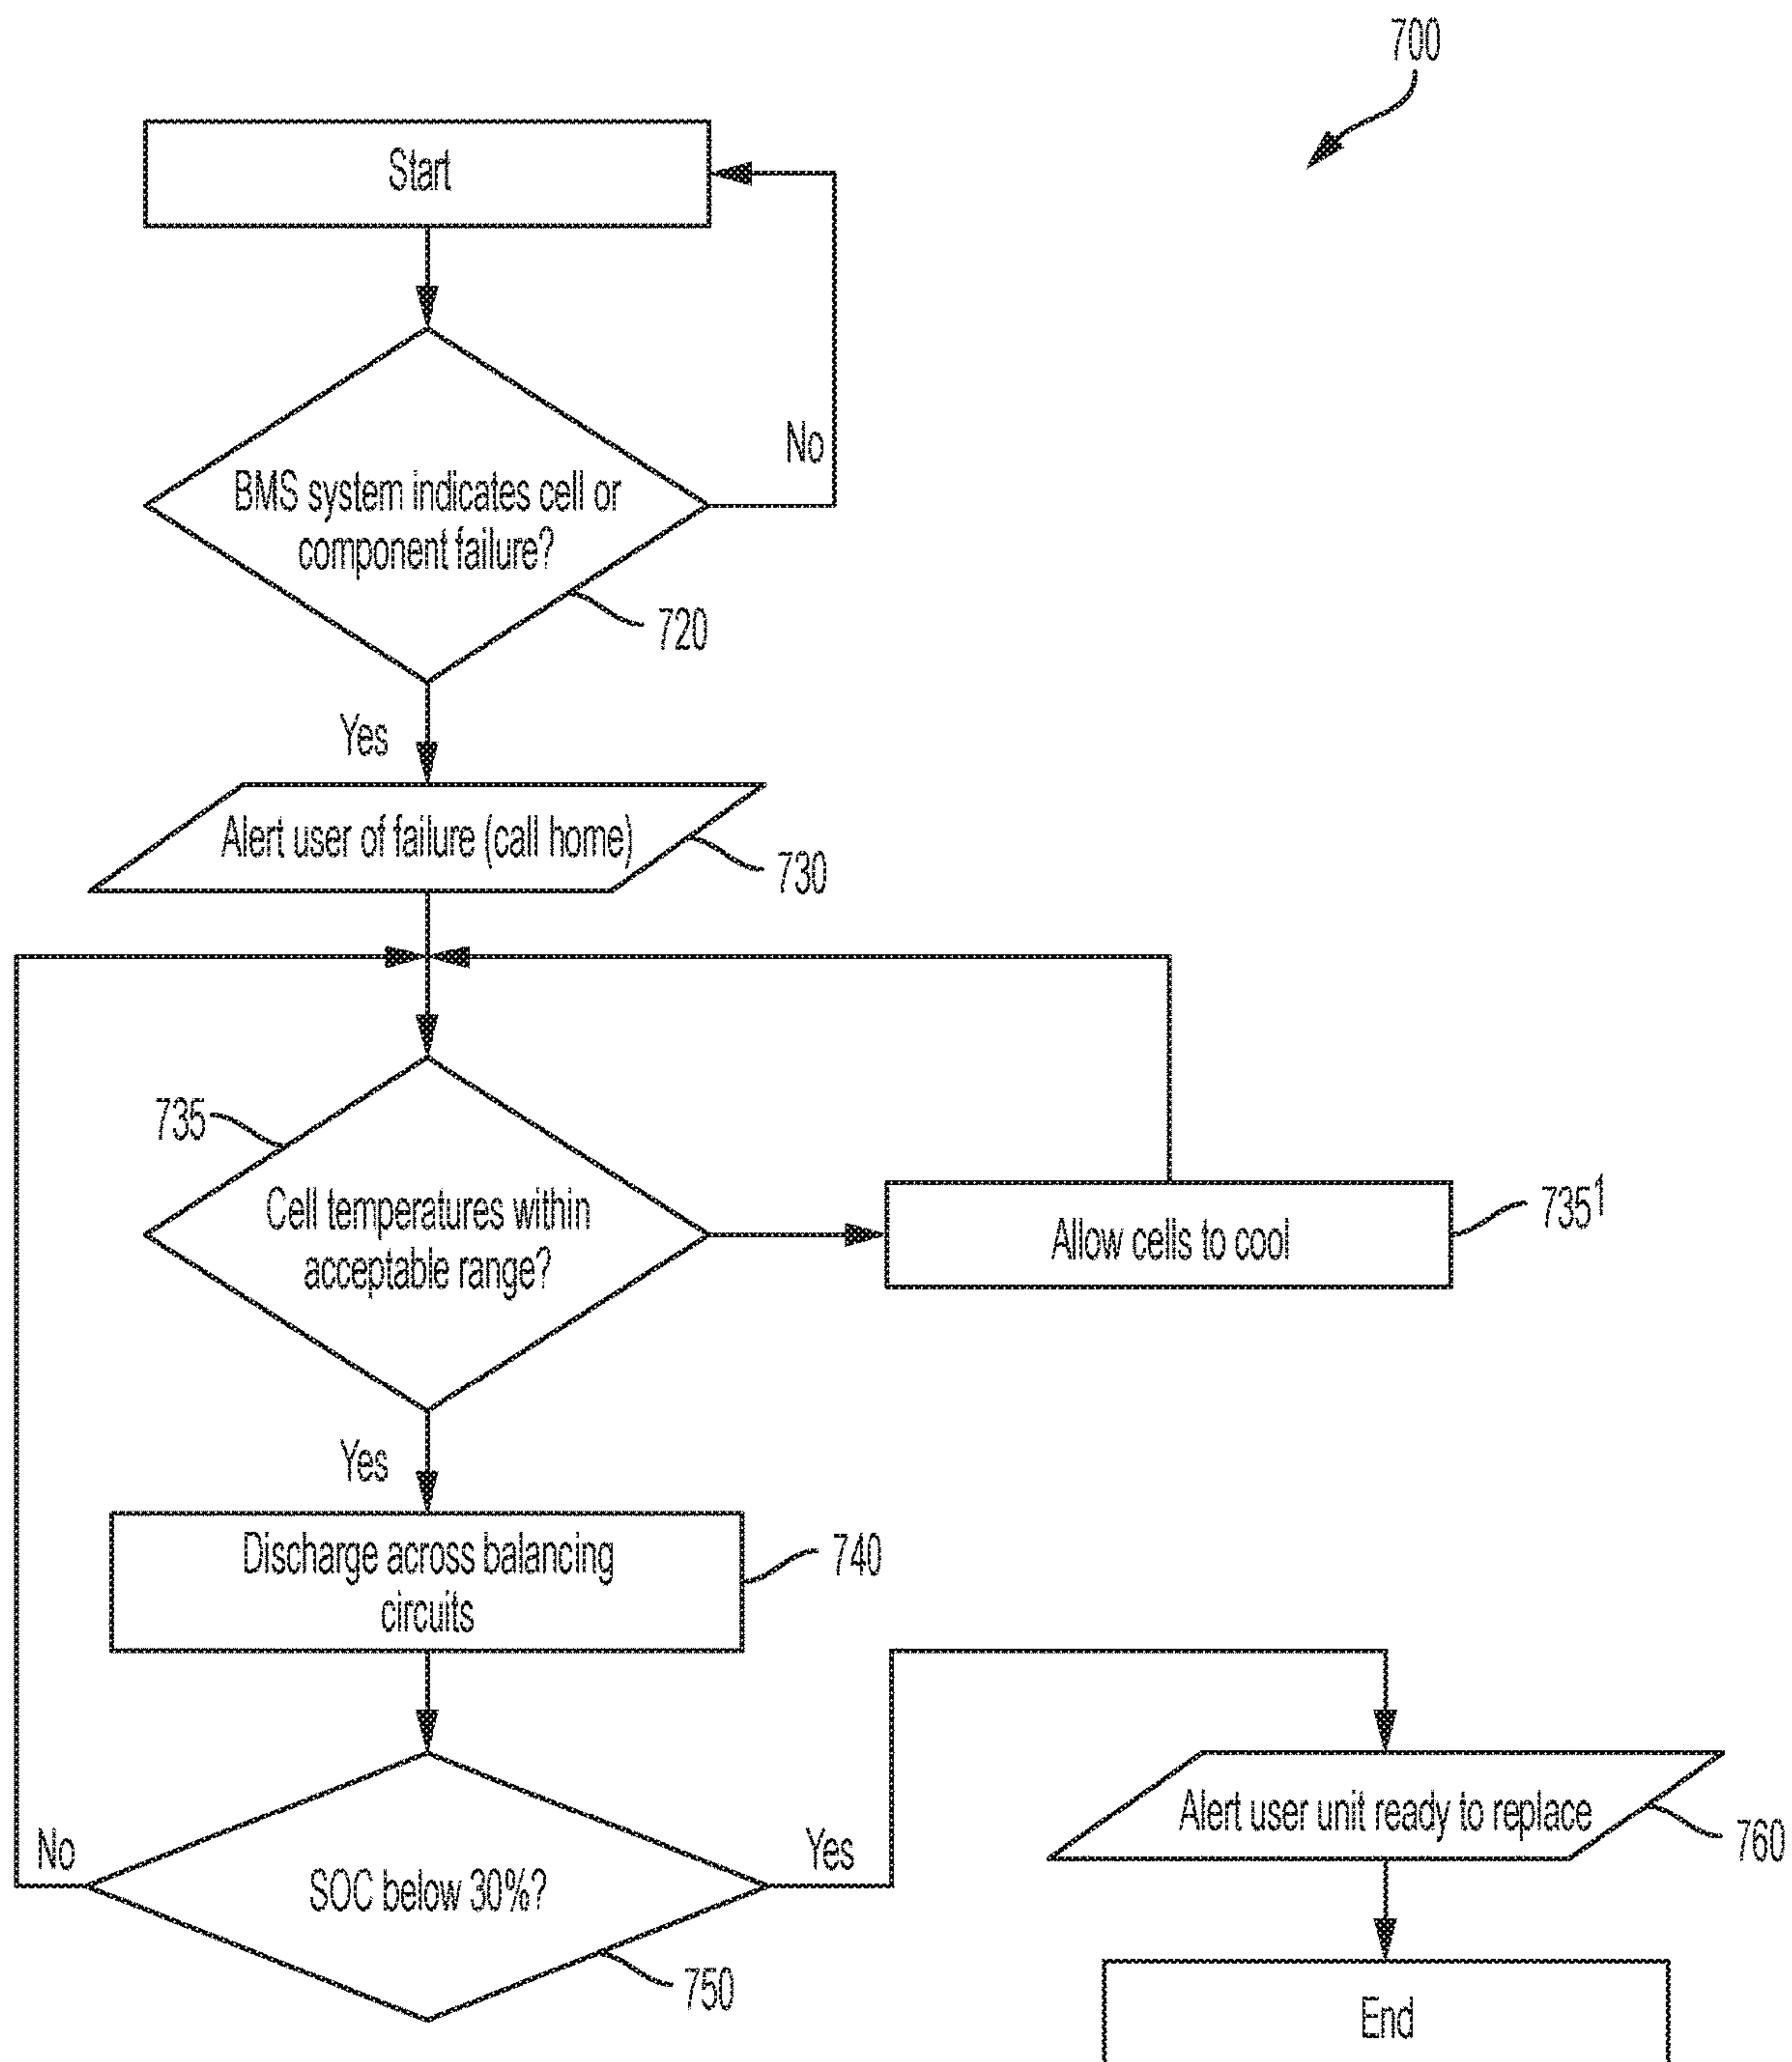 700
Start
No
BMS system indicates cell or
component failure?
720
Yes
Alert user of failure (call home)
730
735
Cell temperatures within
acceptable range?
Allow cells to cool
735¹
Yes
Discharge across balancing
circuits
740
No
SOC below 30%?
Yes
750
Alert user unit ready to replace
760
End